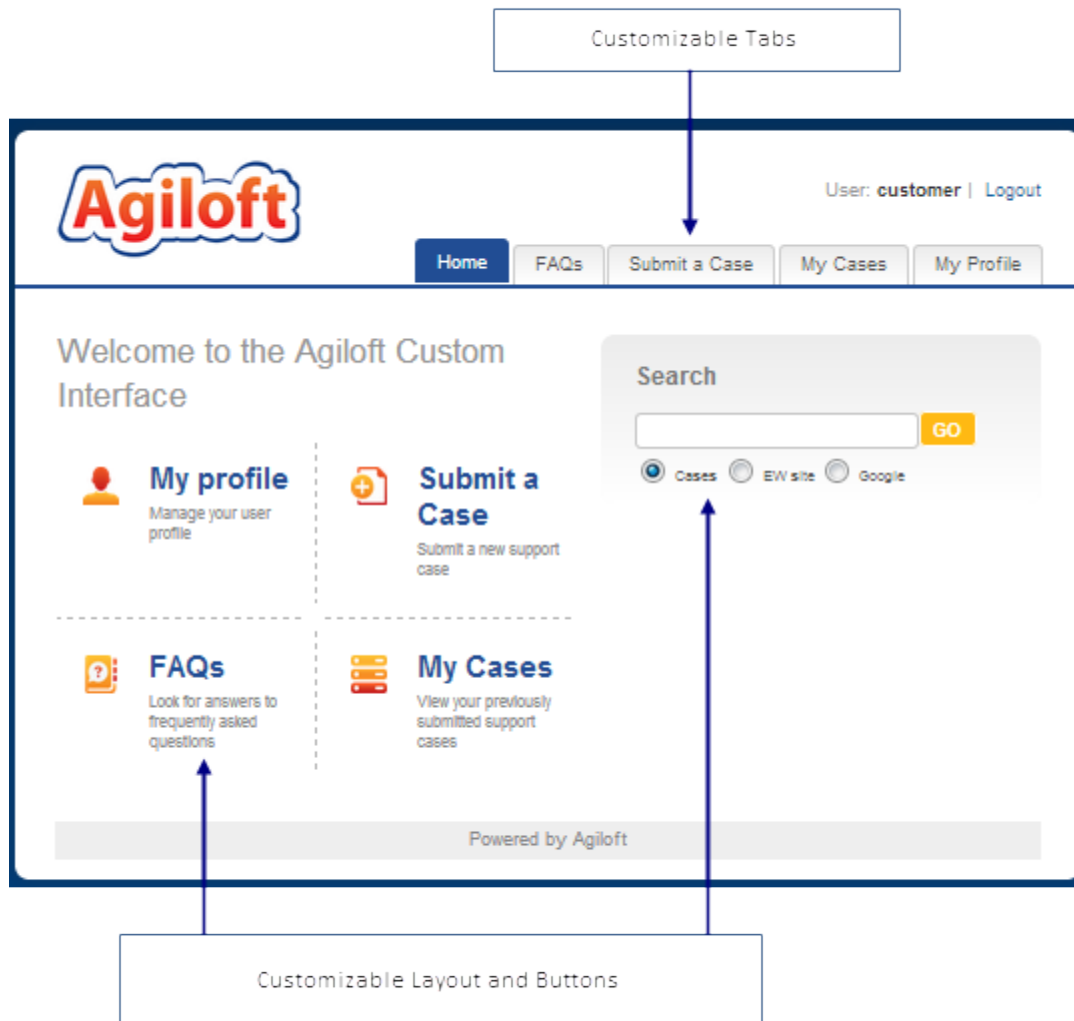 Customizable Tabs
Agiloft
User: customer | Logout
Home FAQs Submit a Case My Cases My Profile
Welcome to the Agiloft Custom
Interface
Search
GO
Cases EW site Google
My profile
Manage your user
profile
Submit a
Case
Submit a new support
case
FAQs
Look for answers to
frequently asked
questions
My Cases
View your previously
submitted support
cases
Powered by Agiloft
Customizable Layout and Buttons